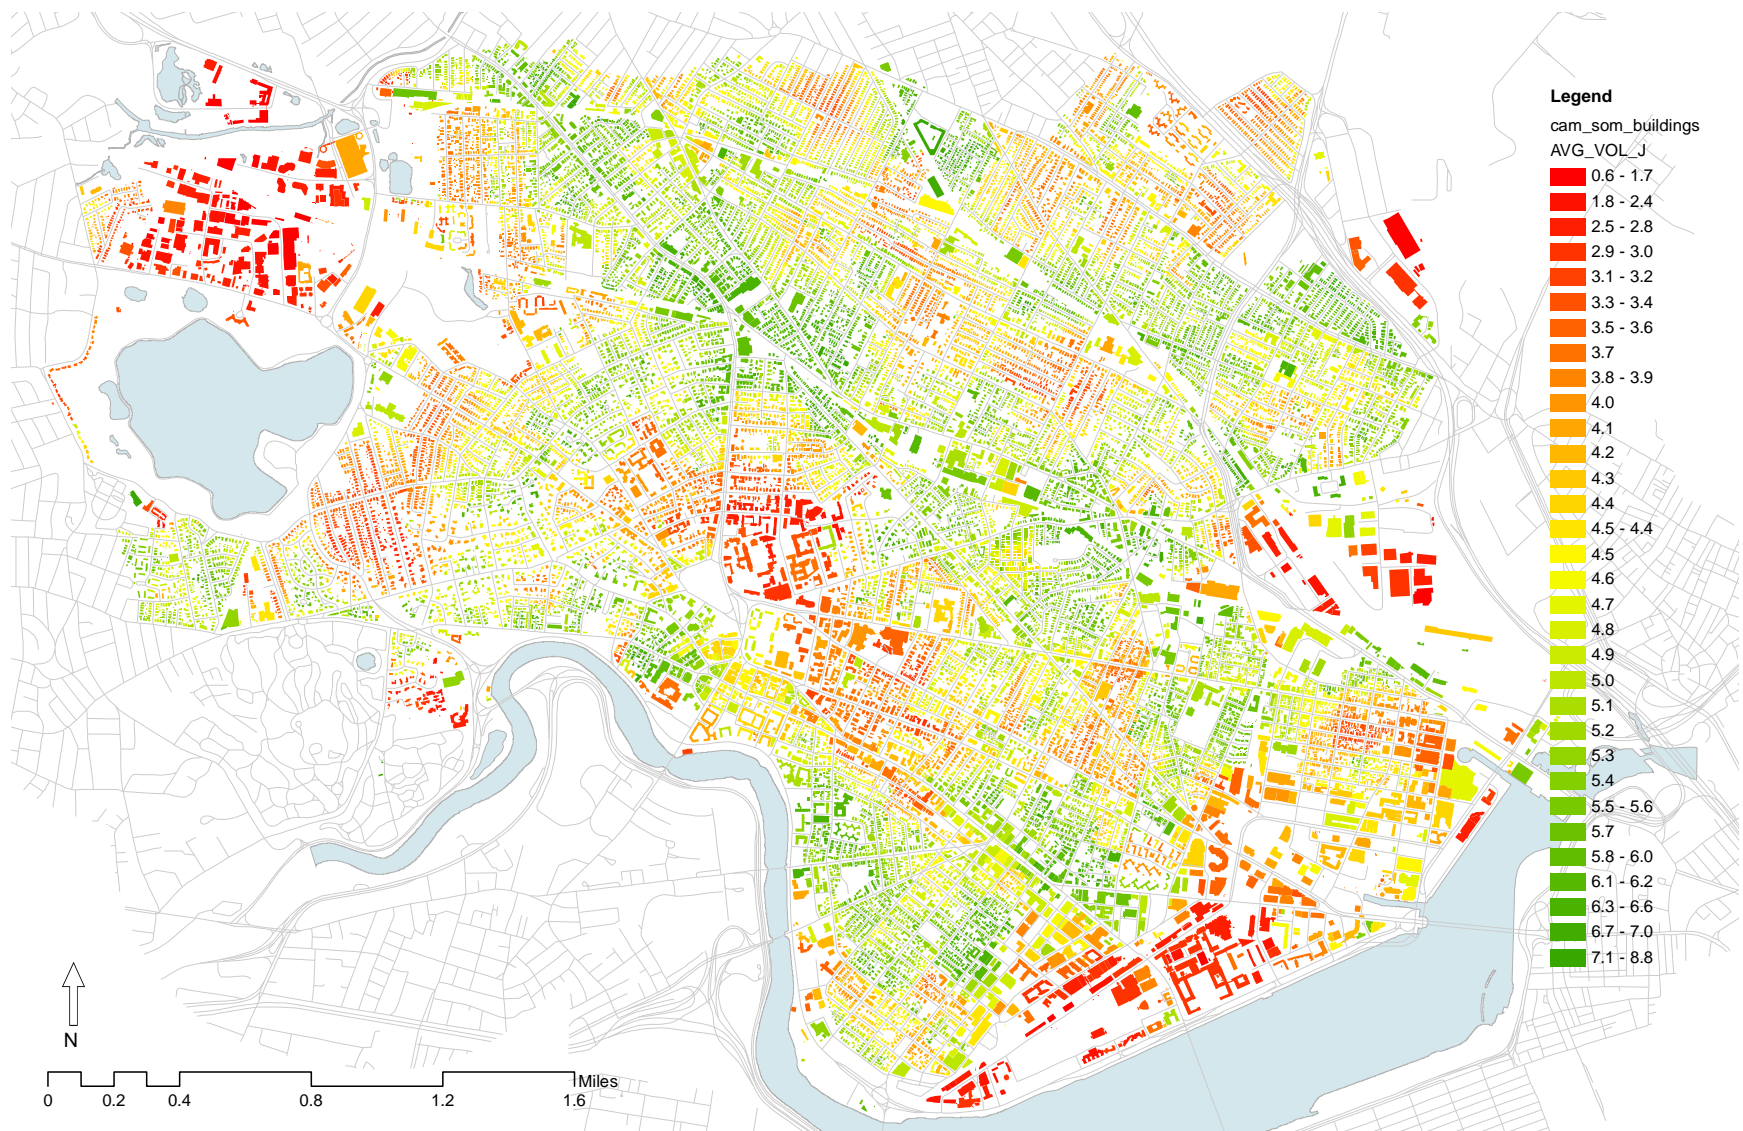 Legend
cam_som_buildings
AVG_VOL_J
0.6 - 1.7
1.8 - 2.4
2.5 - 2.8
2.9 - 3.0
3.1 - 3.2
3.3 - 3.4
3.5 - 3.6
3.7
3.8 - 3.9
4.0
4.1
4.2
4.3
4.4
4.5 - 4.4
4.5
4.6
4.7
4.8
4.9
5.0
5.1
5.2
5.3
5.4
5.5 - 5.6
5.7
5.8 - 6.0
6.1 - 6.2
6.3 - 6.6
6.7 - 7.0
7.1 - 8.8
N
Miles
0 0.2 0.4 0.8 1.2 1.6